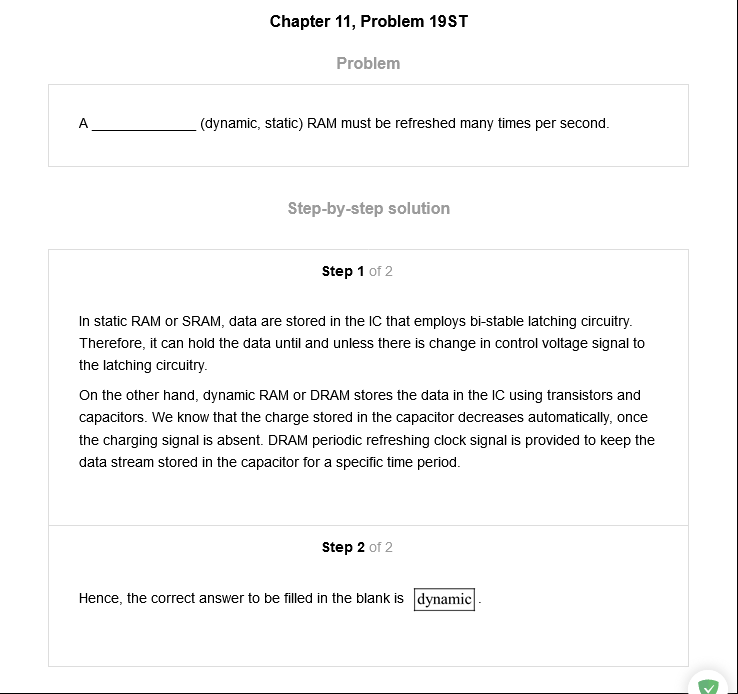 Chapter 11, Problem 19ST
Problem
A _____________ (dynamic, static) RAM must be refreshed many times per second.
Step-by-step solution
Step 1 of 2
In static RAM or SRAM, data are stored in the IC that employs bi-stable latching circuitry.
Therefore, it can hold the data until and unless there is change in control voltage signal to
the latching circuitry.
On the other hand, dynamic RAM or DRAM stores the data in the IC using transistors and
capacitors. We know that the charge stored in the capacitor decreases automatically, once
the charging signal is absent. DRAM periodic refreshing clock signal is provided to keep the
data stream stored in the capacitor for a specific time period.
Step 2 of 2
Hence, the correct answer to be filled in the blank is dynamic.